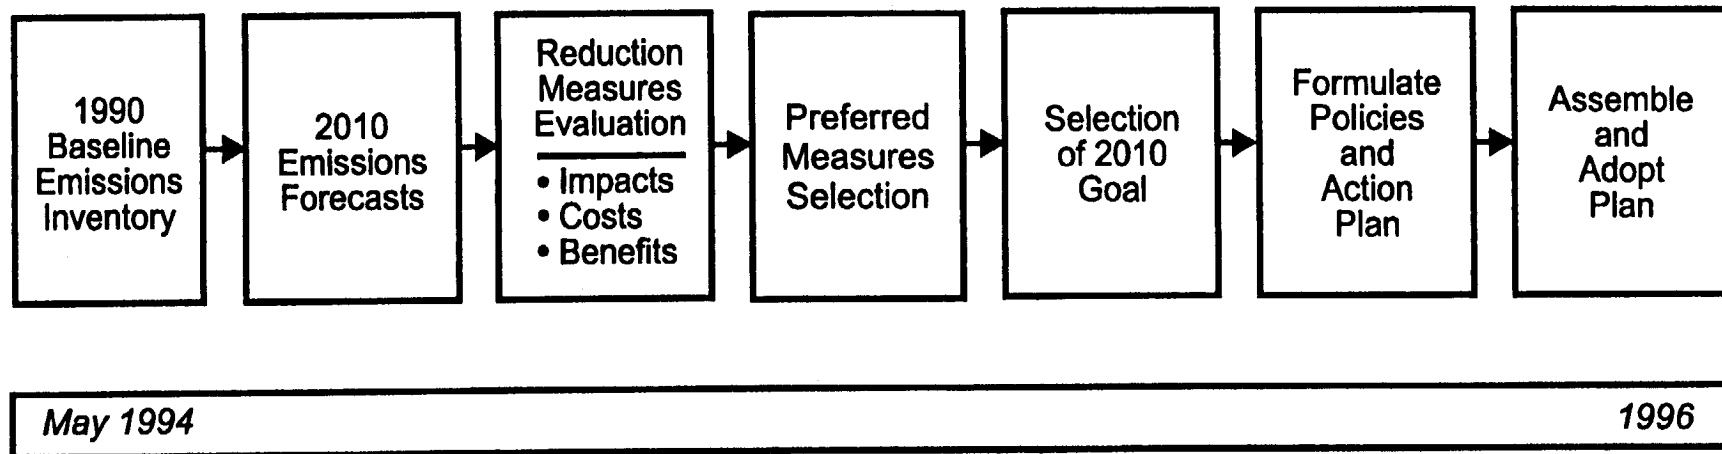 1990
Baseline
Emissions
Inventory
2010
Emissions
Forecasts
Reduction
Measures
Evaluation
• Impacts
• Costs
• Benefits
Preferred
Measures
Selection
Selection
of 2010
Goal
Formulate
Policies
and
Action
Plan
Assemble
and
Adopt
Plan
May 1994
1996